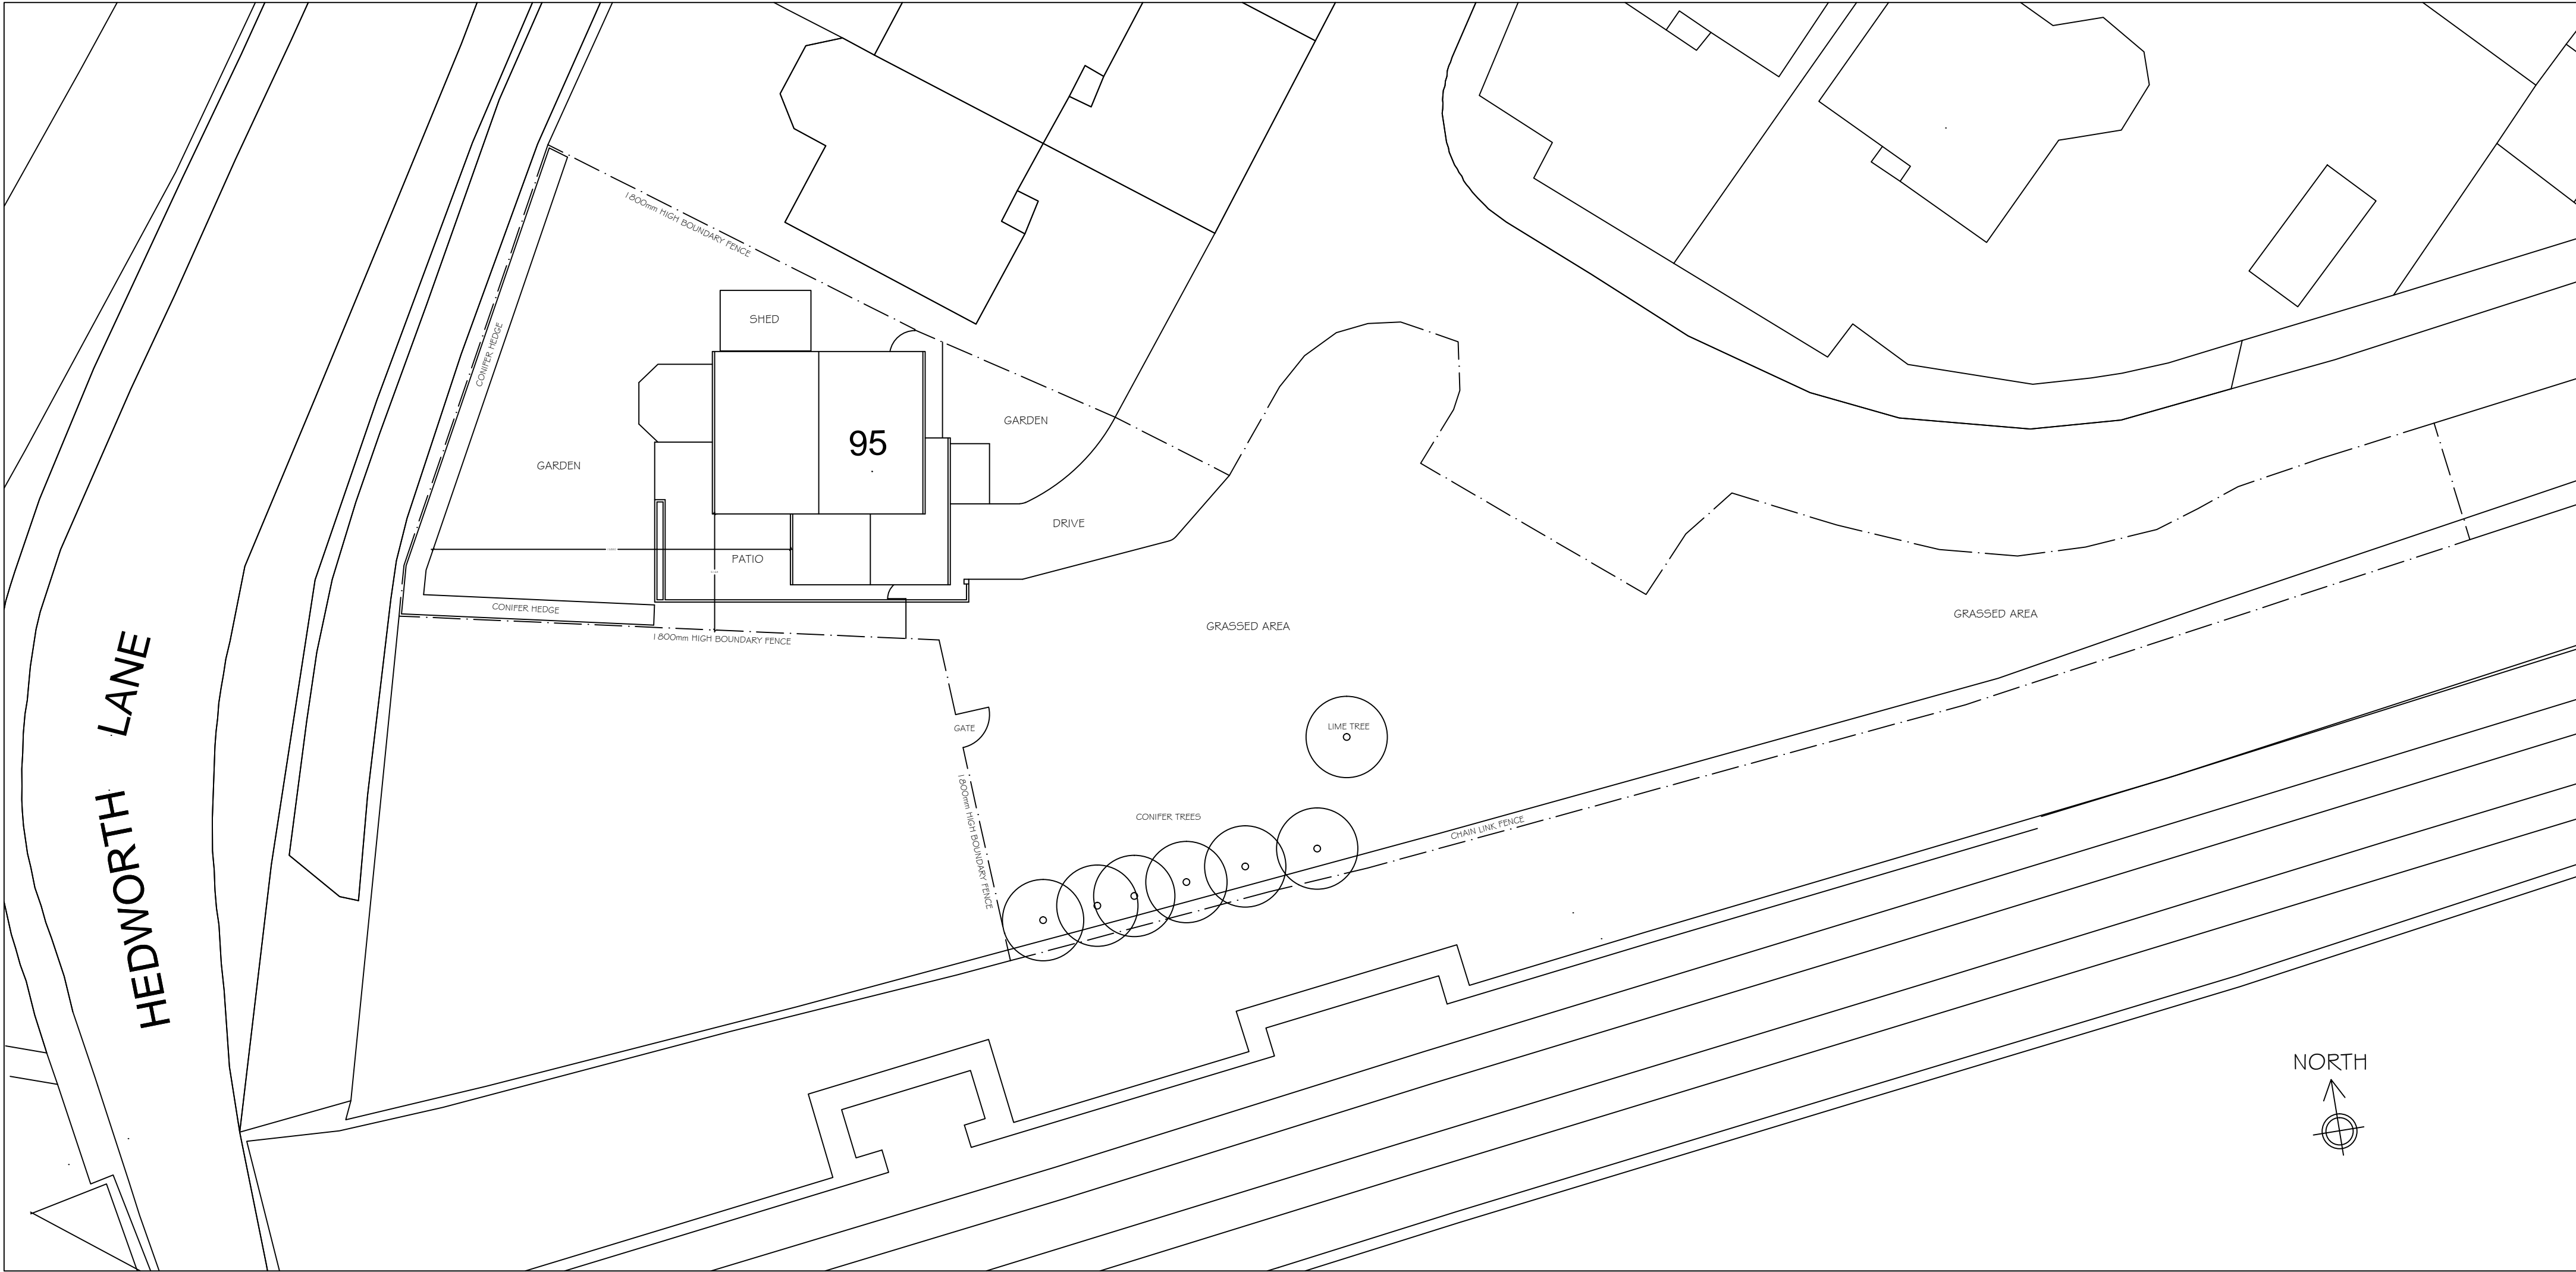 1800mm HIGH BOUNDARY FENCE
SHED
CONIFER HEDGE
GARDEN
95
GARDEN
DRIVE
PATIO
CONIFER HEDGE
1800mm HIGH BOUNDARY FENCE
GRASSED AREA
GRASSED AREA
HEDWORTH LANE
GATE
LIME TREE
1800mm HIGH BOUNDARY FENCE
CONIFER TREES
CHAIN LINK FENCE
NORTH